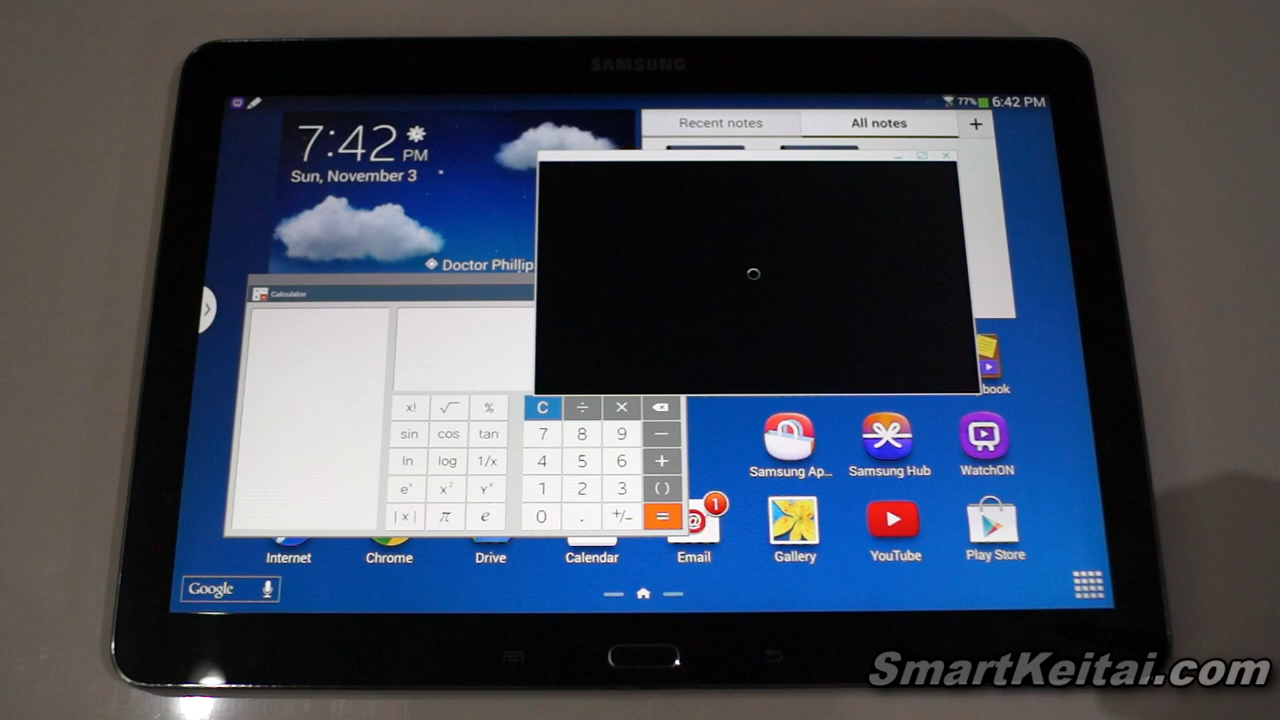 SAMSUNG
77% 6:42 PM
7:42 PM
Sun, November 3
Doctor Phillip
Recent notes All notes +
Calculator
x! √ % C ÷ ×
sin cos tan 7 8 9 −
ln log 1/x 4 5 6 +
eˣ x² Yˣ 1 2 3 ( )
|x| π e 0 . +/− =
book
Samsung Ap... Samsung Hub WatchON
1
@
Internet Chrome Drive Calendar Email Gallery YouTube Play Store
Google
SmartKeitai.com